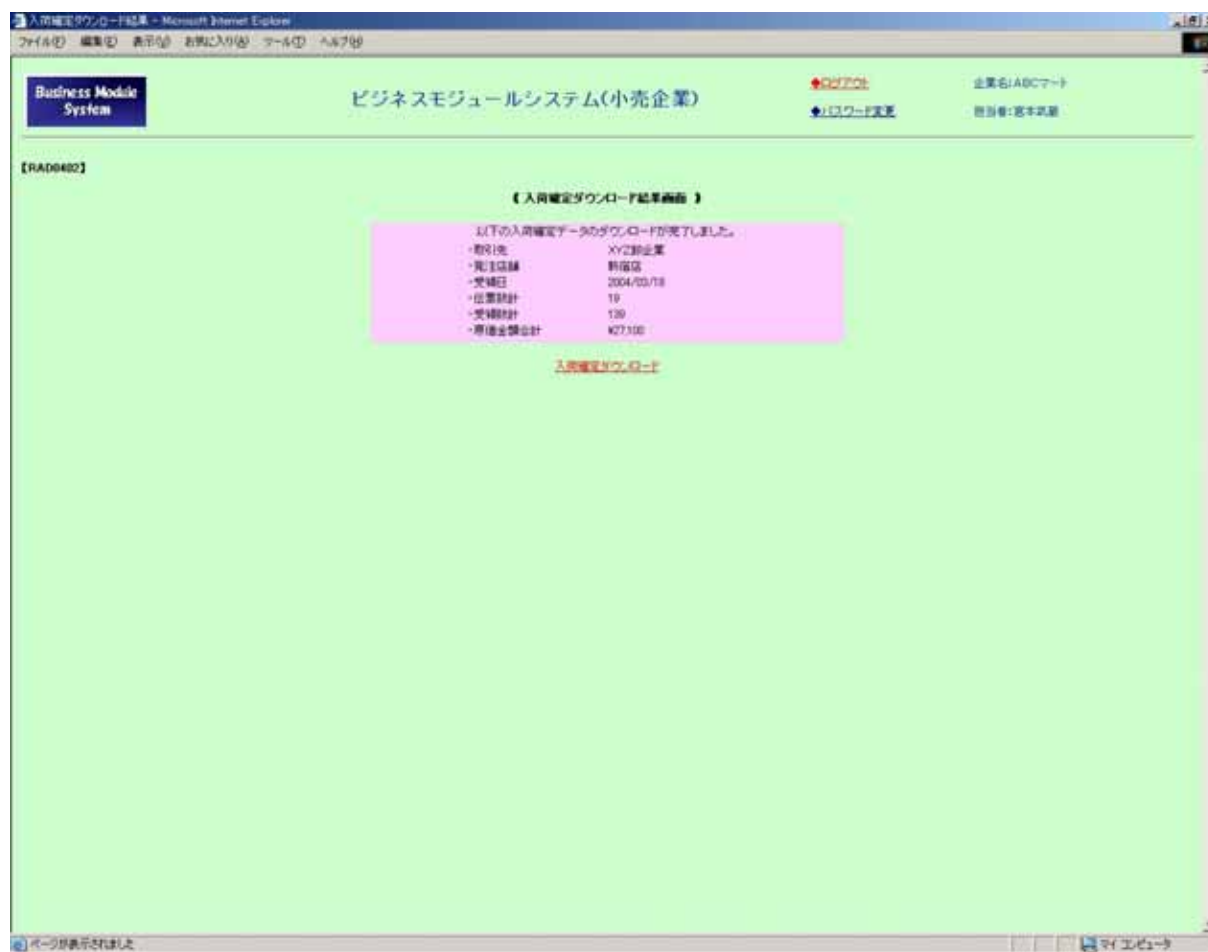 入荷確定ダウンロード結果 - Microsoft Internet Explorer
ファイル(F) 編集(E) 表示(V) お気に入り(A) ツール(T) ヘルプ(H)
Business Module
System
ビジネスモジュールシステム(小売企業)
◆ログアウト
◆パスワード変更
企業名:ABCマート
担当者:宮本武蔵
【RAD0402】
《 入荷確定ダウンロード結果画面 》
以下の入荷確定データのダウンロードが完了しました。
・取引先 XYZ卸企業
・発注店舗 新宿店
・受領日 2004/03/18
・伝票数計 19
・受領数計 139
・原価金額合計 ¥27,100
入荷確定ダウンロード
ページが表示されました
マイ コンピュータ